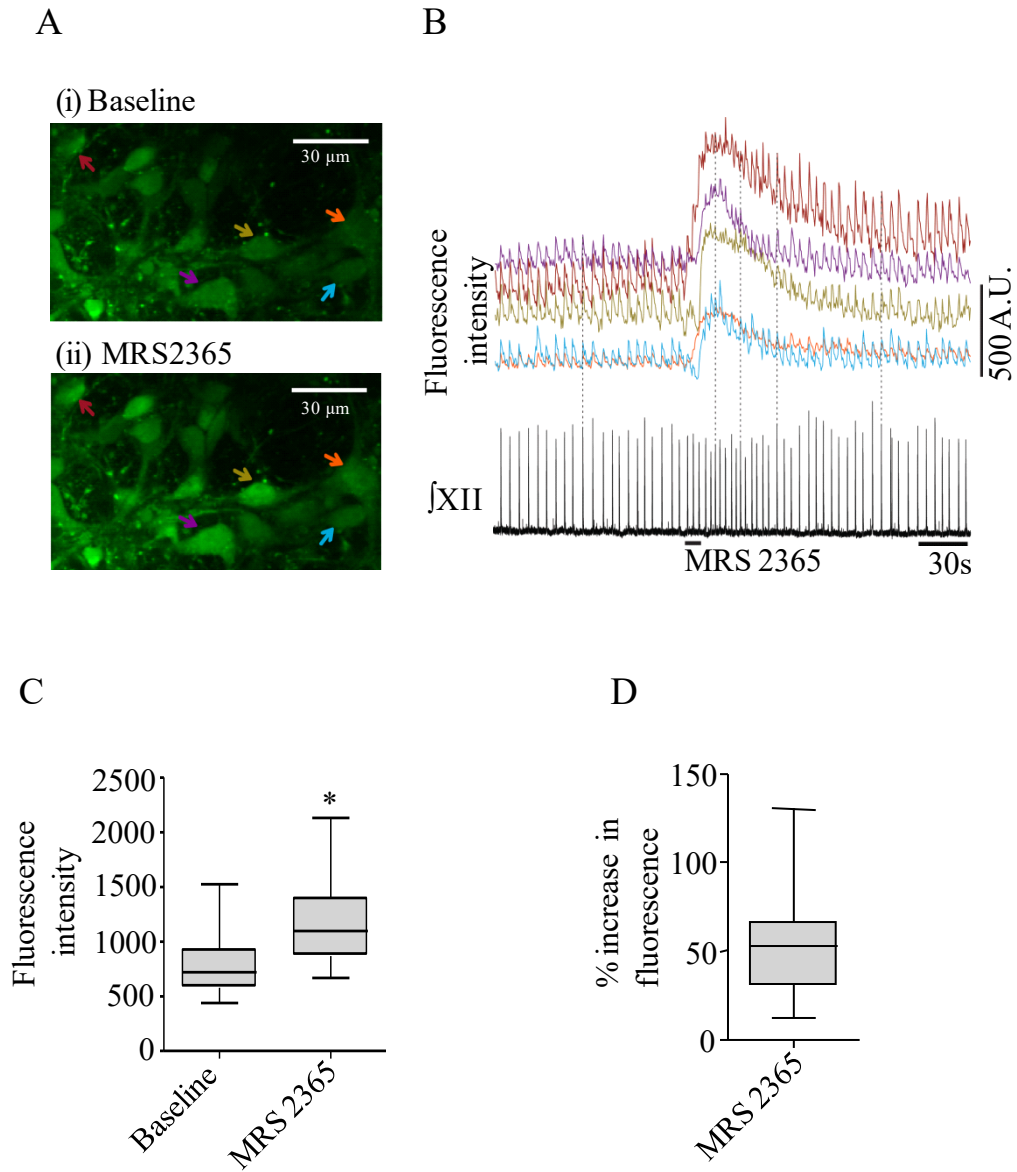 A
B
(i) Baseline
30 µm
(ii) MRS2365
30 µm
Fluorescence
intensity
500 A.U.
∫XII
MRS 2365
30s
C
D
Fluorescence
intensity
2500
2000
1500
1000
500
0
*
Baseline
MRS 2365
% increase in
fluorescence
150
100
50
0
MRS 2365